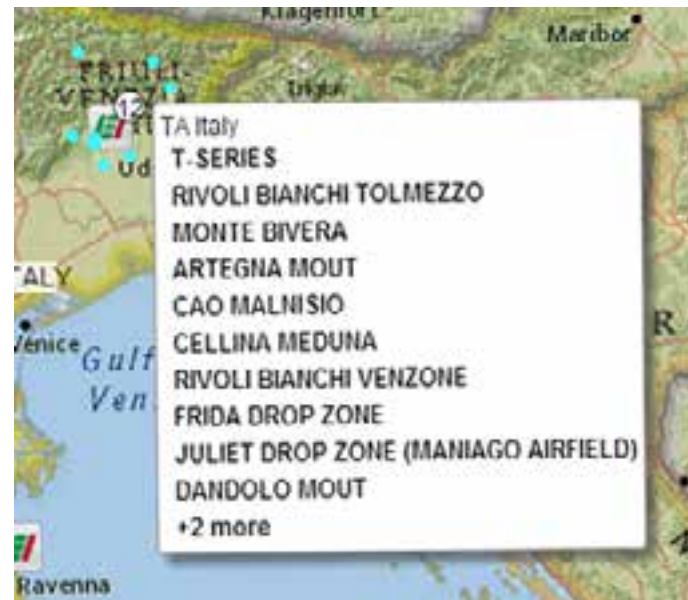 Klagenfurt
Maribor
FRIULI-
VENEZIA
12
TA Italy
T-SERIES
RIVOLI BIANCHI TOLMEZZO
MONTE BIVERA
ARTEGNA MOUT
CAO MALNISIO
CELLINA MEDUNA
RIVOLI BIANCHI VENZONE
FRIDA DROP ZONE
JULIET DROP ZONE (MANIAGO AIRFIELD)
DANDOLO MOUT
+2 more
Ud
ALY
Venice
Gulf
Ven
R
Ravenna